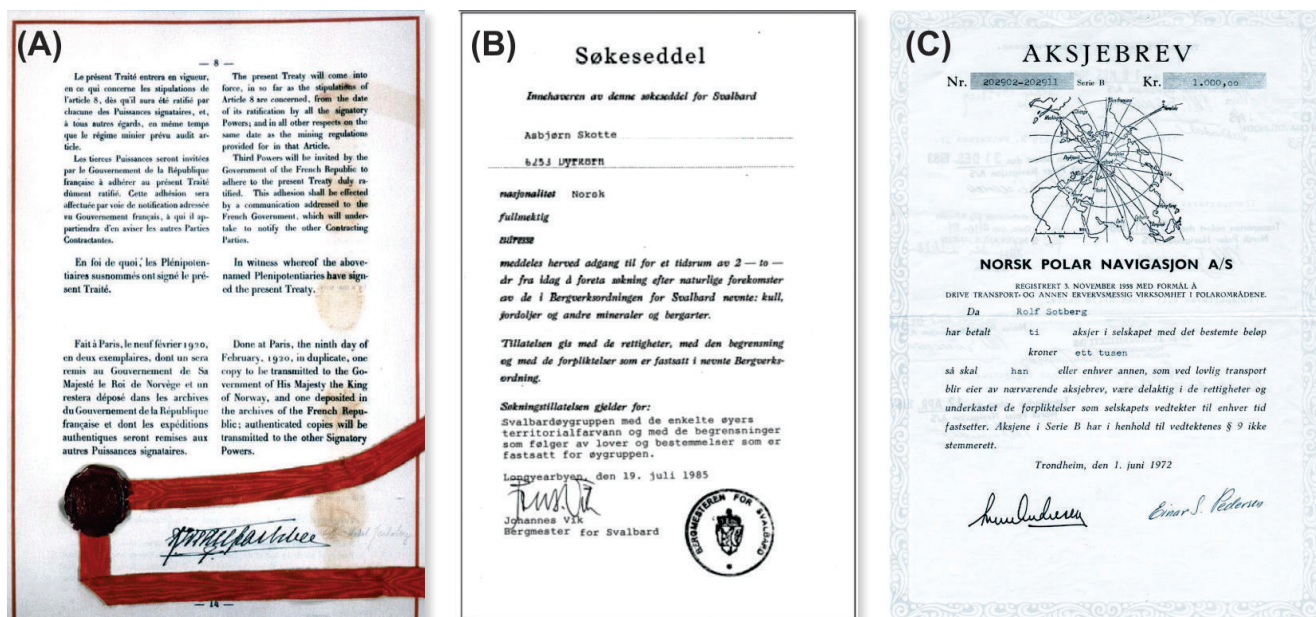 (A)
— 8 —
Le présent Traité entrera en vigueur,
en ce qui concerne les stipulations de
l'article 8, dès qu'il aura été ratifié par
chacune des Puissances signataires, et,
à tous autres égards, en même temps
que le régime minier prévu audit ar-
ticle.
Les tierces Puissances seront invitées
par le Gouvernement de la République
française à adhérer au présent Traité
dûment ratifié. Cette adhésion sera
effectuée par voie de notification adressée
au Gouvernement français, à qui il ap-
partiendra d'en aviser les autres Parties
Contractantes.
En foi de quoi, les Plénipoten-
tiaires susnommés ont signé le pré-
sent Traité.
Fait à Paris, le neuf février 1920,
en deux exemplaires, dont un sera
remis au Gouvernement de Sa
Majesté le Roi de Norvège et un
restera déposé dans les archives
du Gouvernement de la République
française et dont les expéditions
authentiques seront remises aux
autres Puissances signataires.
The present Treaty will come into
force, in so far as the stipulations of
Article 8 are concerned, from the date
of its ratification by all the signatory
Powers; and in all other respects on the
same date as the mining regulations
provided for in that Article.
Third Powers will be invited by the
Government of the French Republic to
adhere to the present Treaty duly ra-
tified. This adhesion shall be effected
by a communication addressed to the
French Government, which will under-
take to notify the other Contracting
Parties.
In witness whereof the above-
named Plenipotentiaries have sign-
ed the present Treaty.
Done at Paris, the ninth day of
February, 1920, in duplicate, one
copy to be transmitted to the Go-
vernment of His Majesty the King
of Norway, and one deposited in
the archives of the French Repu-
blic; authenticated copies will be
transmitted to the other Signatory
Powers.
— 14 —
(B)
Søkeseddel
Innehaveren av denne søkeseddel for Svalbard
Asbjørn Skotte
6253 Dyrkorn
nasjonalitet Norsk
fullmektig
adresse
meddeles herved adgang til for et tidsrum av 2 — to —
år fra idag å foreta søkning efter naturlige forekomster
av de i Bergverksordningen for Svalbard nevnte: kull,
jordoljer og andre mineraler og bergarter.
Tillatelsen gis med de rettigheter, med den begrensning
og med de forpliktelser som er fastsatt i nevnte Bergverks-
ordning.
Søkningstillatelsen gjelder for:
Svalbardøygruppen med de enkelte øyers
territorialfarvann og med de begrensninger
som følger av lover og bestemmelser som er
fastsatt for øygruppen.
Longyearbyen, den 19. juli 1985
Johannes Vik
Bergmester for Svalbard
BERGMESTEREN FOR SVALBARD
(C)
AKSJEBREV
Nr. 202902-202911 Serie B Kr. 1.000,oo
NORSK POLAR NAVIGASJON A/S
REGISTRERT 3. NOVEMBER 1958 MED FORMÅL Å
DRIVE TRANSPORT- OG ANNEN ERVERVSMESSIG VIRKSOMHET I POLAROMRÅDENE.
Da Rolf Sotberg
har betalt ti aksjer i selskapet med det bestemte beløp
kroner ett tusen
så skal han eller enhver annen, som ved lovlig transport
blir eier av nærværende aksjebrev, være delaktig i de rettigheter og
underkastet de forpliktelser som selskapets vedtekter til enhver tid
fastsetter. Aksjene i Serie B har i henhold til vedtektenes § 9 ikke
stemmerett.
Trondheim, den 1. juni 1972
Einar S. Pedersen